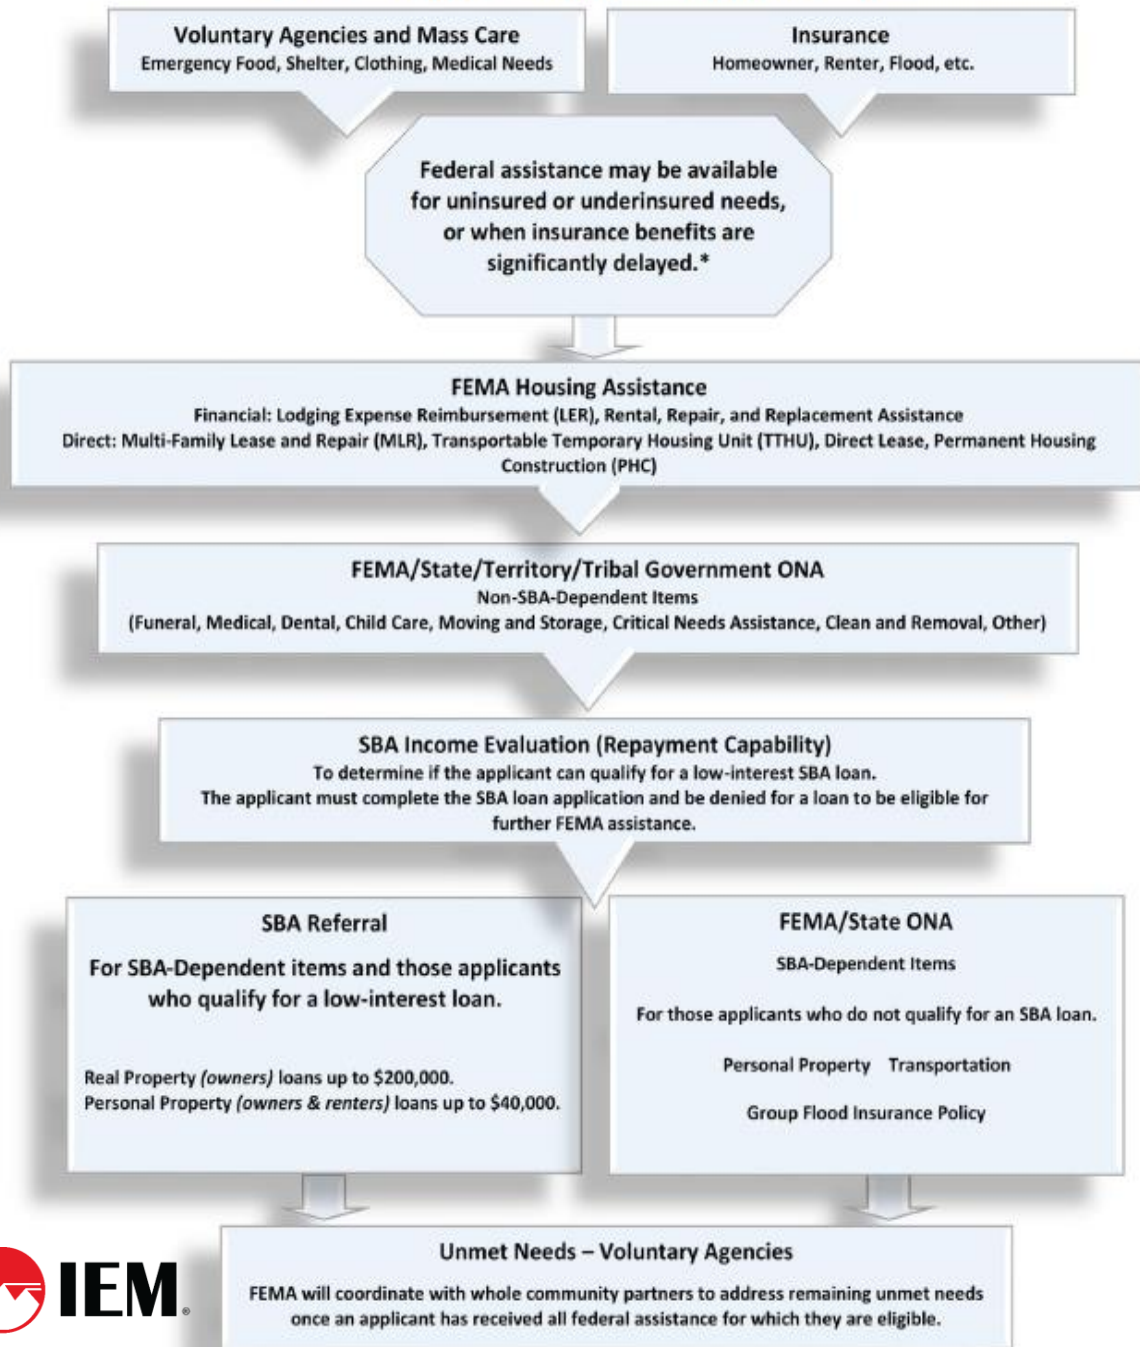 Voluntary Agencies and Mass Care
Emergency Food, Shelter, Clothing, Medical Needs
Insurance
Homeowner, Renter, Flood, etc.
Federal assistance may be available
for uninsured or underinsured needs,
or when insurance benefits are
significantly delayed.*
FEMA Housing Assistance
Financial: Lodging Expense Reimbursement (LER), Rental, Repair, and Replacement Assistance
Direct: Multi-Family Lease and Repair (MLR), Transportable Temporary Housing Unit (TTHU), Direct Lease, Permanent Housing
Construction (PHC)
FEMA/State/Territory/Tribal Government ONA
Non-SBA-Dependent Items
(Funeral, Medical, Dental, Child Care, Moving and Storage, Critical Needs Assistance, Clean and Removal, Other)
SBA Income Evaluation (Repayment Capability)
To determine if the applicant can qualify for a low-interest SBA loan.
The applicant must complete the SBA loan application and be denied for a loan to be eligible for
further FEMA assistance.
SBA Referral
For SBA-Dependent items and those applicants
who qualify for a low-interest loan.
Real Property (owners) loans up to $200,000.
Personal Property (owners & renters) loans up to $40,000.
FEMA/State ONA
SBA-Dependent Items
For those applicants who do not qualify for an SBA loan.
Personal Property Transportation
Group Flood Insurance Policy
Unmet Needs – Voluntary Agencies
FEMA will coordinate with whole community partners to address remaining unmet needs
once an applicant has received all federal assistance for which they are eligible.
IEM®